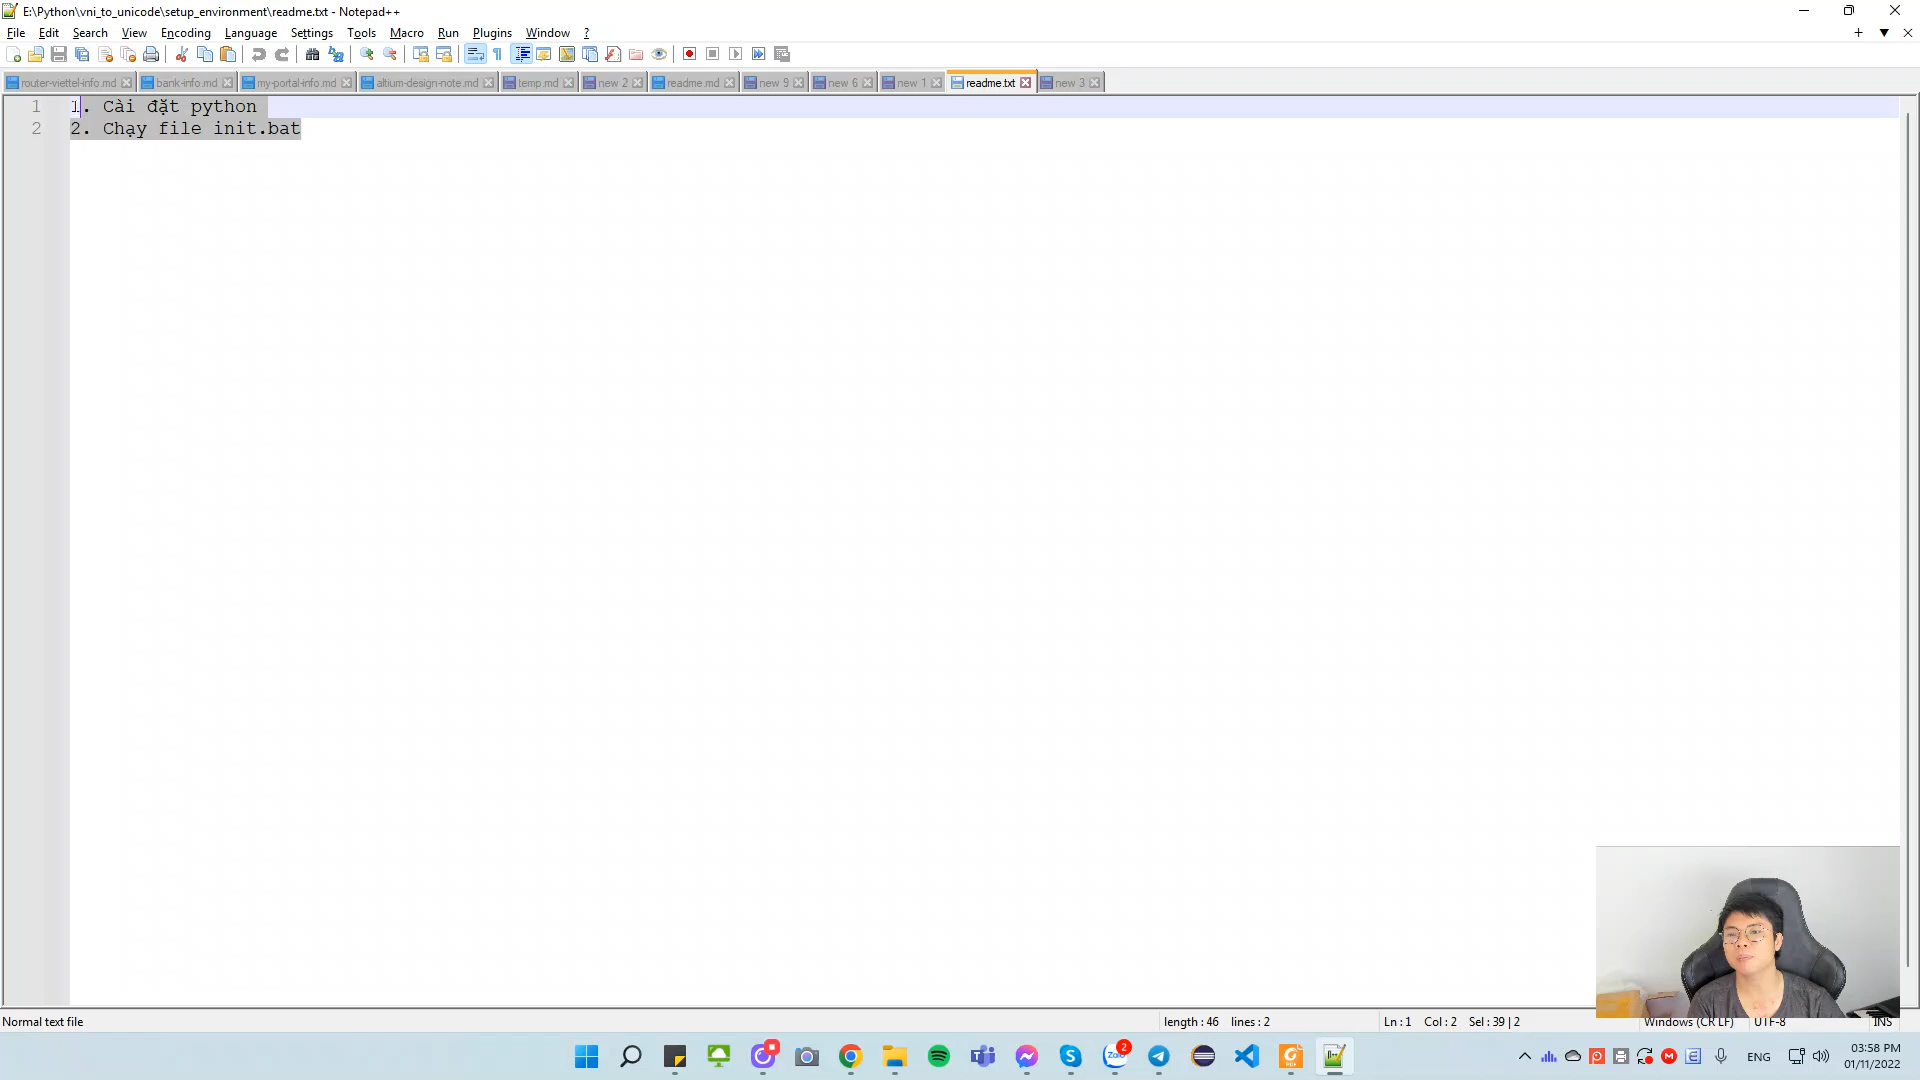 E:\Python\vni_to_unicode\setup_environment\readme.txt - Notepad++
File Edit Search View Encoding Language Settings Tools Macro Run Plugins Window ?
router-viettel-info.md bank-info.md my-portal-info.md altium-design-note.md temp.md new 2 readme.md new 9 new 6 new 1 readme.txt new 3
1 1. Cài đặt python
2 2. Chạy file init.bat
Normal text file length : 46 lines : 2 Ln : 1 Col : 2 Sel : 39 | 2 Windows (CR LF) UTF-8 INS
2
Zalo
ENG
03:58 PM
01/11/2022